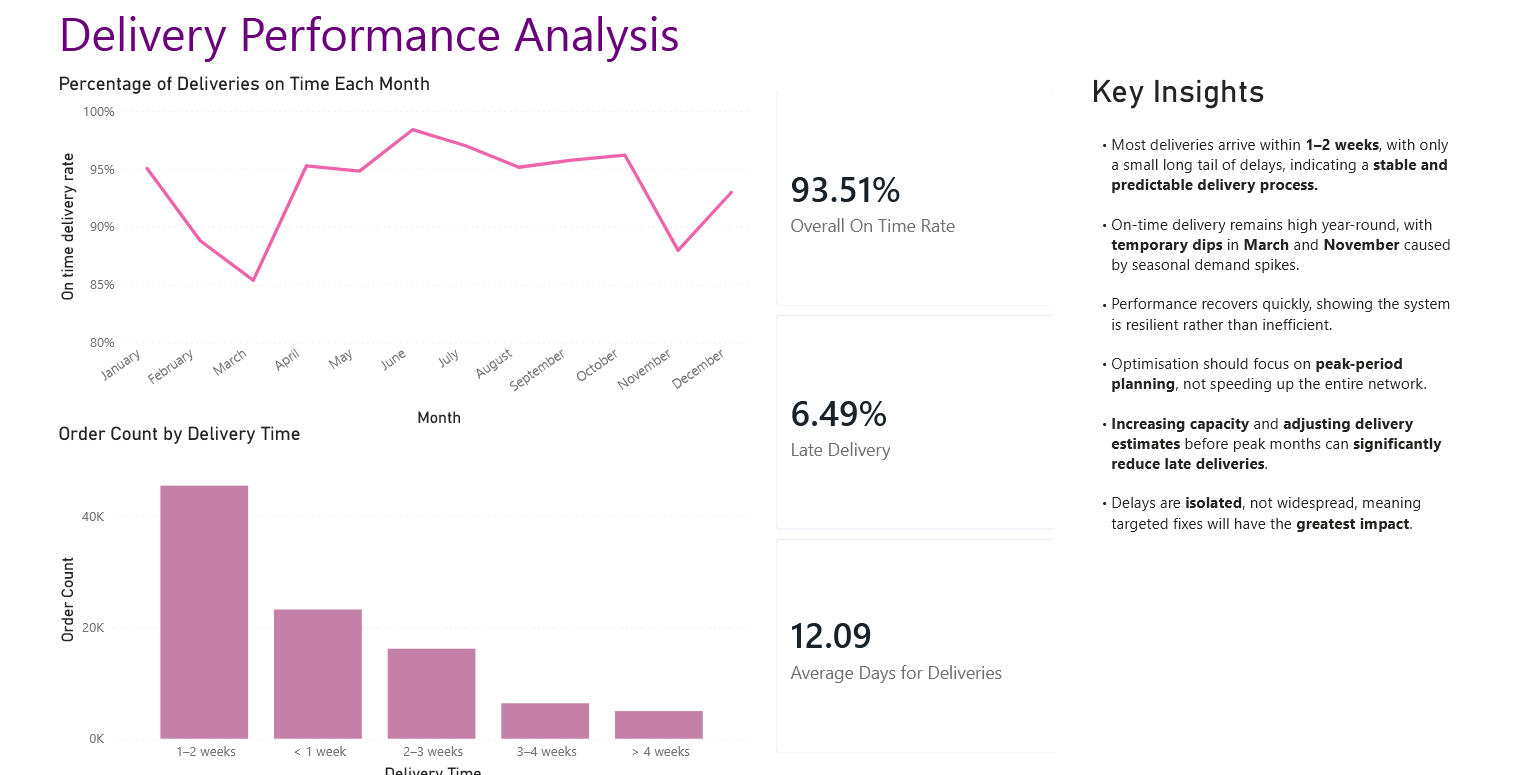 Delivery Performance Analysis
Percentage of Deliveries on Time Each Month
On time delivery rate
100%
95%
90%
85%
80%
January
February
March
April
May
June
July
August
September
October
November
December
Month
Order Count by Delivery Time
Order Count
40K
20K
0K
1–2 weeks
< 1 week
2–3 weeks
3–4 weeks
> 4 weeks
Delivery Time
93.51%
Overall On Time Rate
6.49%
Late Delivery
12.09
Average Days for Deliveries
Key Insights
• Most deliveries arrive within 1–2 weeks, with only
a small long tail of delays, indicating a stable and
predictable delivery process.
• On-time delivery remains high year-round, with
temporary dips in March and November caused
by seasonal demand spikes.
• Performance recovers quickly, showing the system
is resilient rather than inefficient.
• Optimisation should focus on peak-period
planning, not speeding up the entire network.
• Increasing capacity and adjusting delivery
estimates before peak months can significantly
reduce late deliveries.
• Delays are isolated, not widespread, meaning
targeted fixes will have the greatest impact.